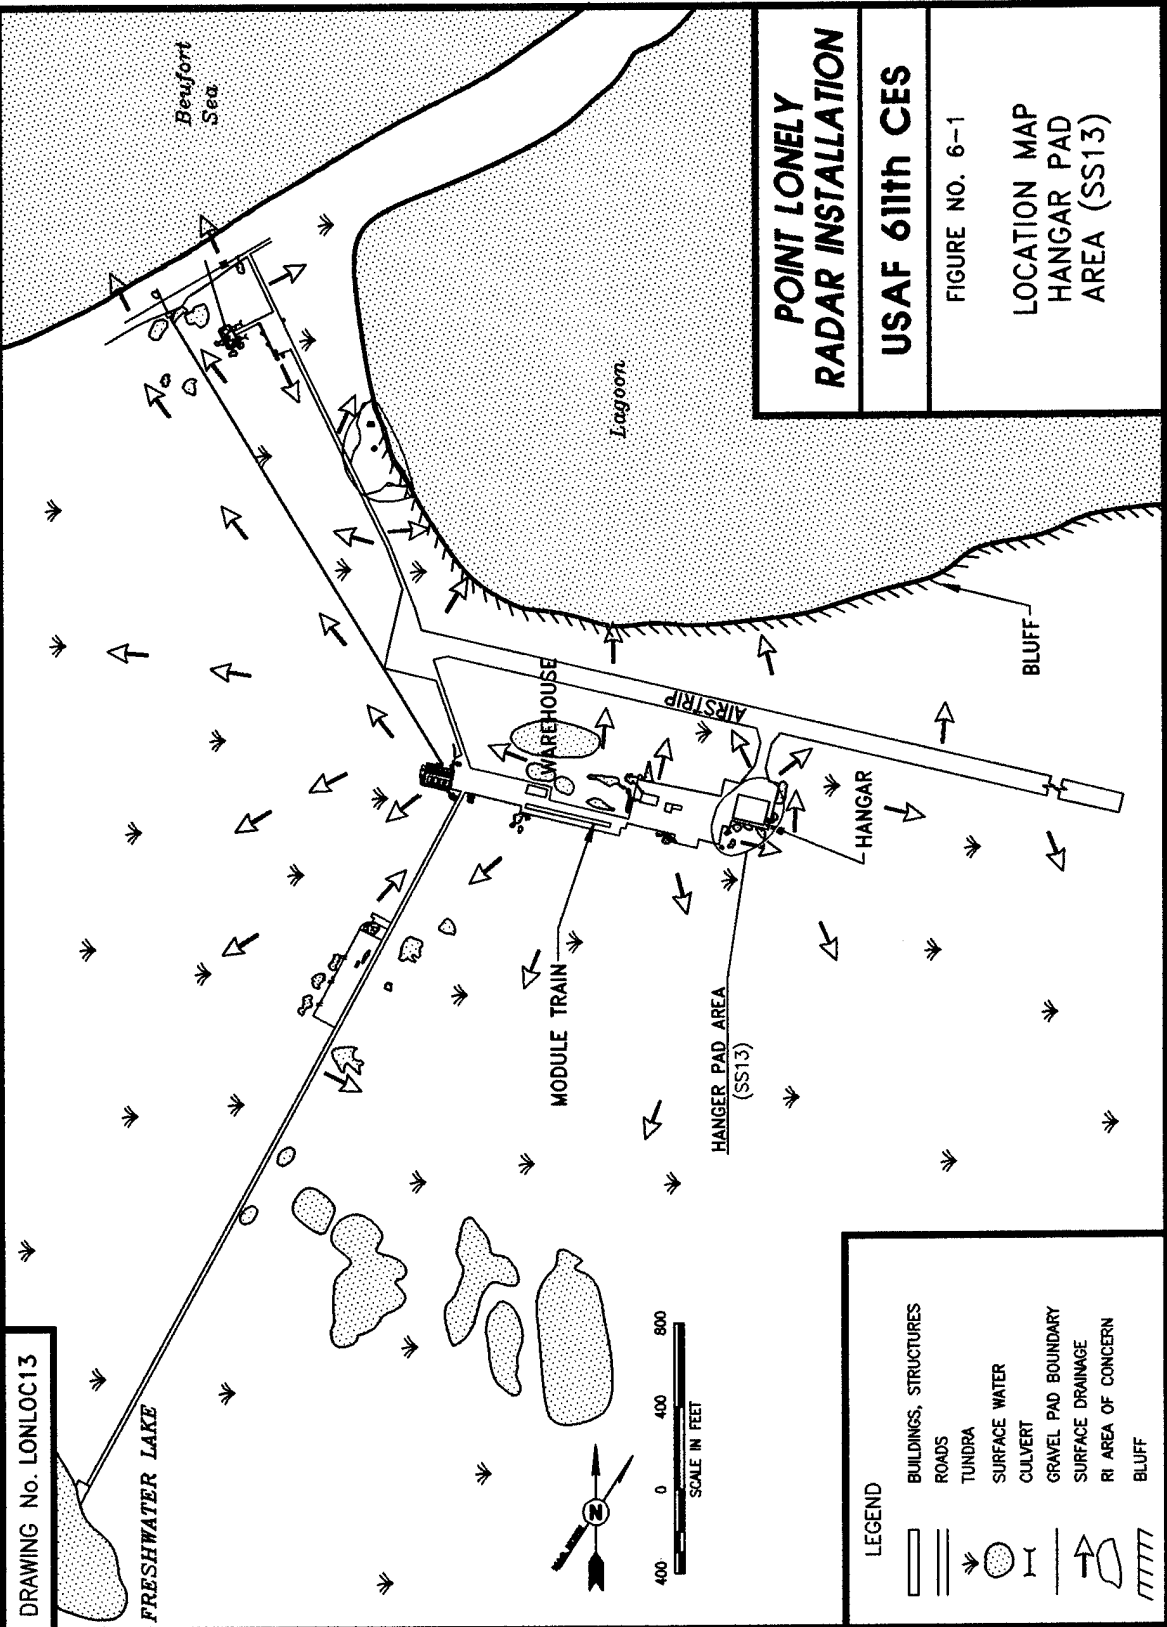 DRAWING No. LONLOC13
FRESHWATER LAKE
Beufort
Sea
Lagoon
WAREHOUSE
AIRSTRIP
BLUFF
HANGAR
MODULE TRAIN
HANGER PAD AREA
(SS13)
N
400 0 400 800
SCALE IN FEET
LEGEND
BUILDINGS, STRUCTURES
ROADS
TUNDRA
SURFACE WATER
CULVERT
GRAVEL PAD BOUNDARY
SURFACE DRAINAGE
RI AREA OF CONCERN
BLUFF
POINT LONELY
RADAR INSTALLATION
USAF 611th CES
FIGURE NO. 6-1
LOCATION MAP
HANGAR PAD
AREA (SS13)